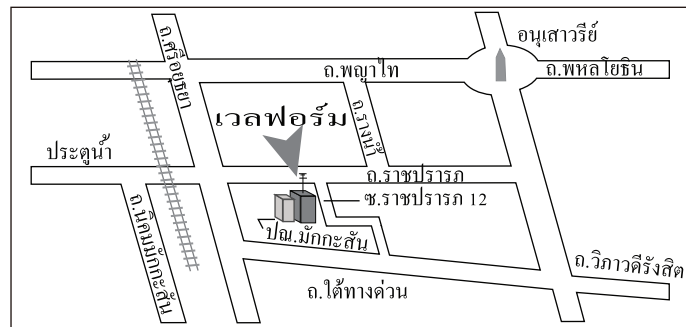 ถ.ศรีอยุธยา
อนุเสาวรีย์
ถ.พญาไท
ถ.พหลโยธิน
ถ.รางน้ำ
เวลฟอร์ม
ประตูน้ำ
ถ.ราชปรารภ
ซ.ราชปรารภ 12
ปณ.มักกะสัน
ถ.นิคมมักกะสัน
ถ.วิภาวดีรังสิต
ถ.ใต้ทางด่วน